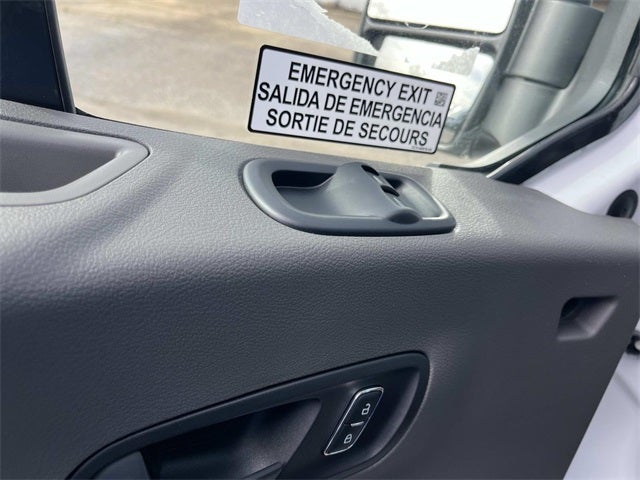 EMERGENCY EXIT
SALIDA DE EMERGENCIA
SORTIE DE SECOURS